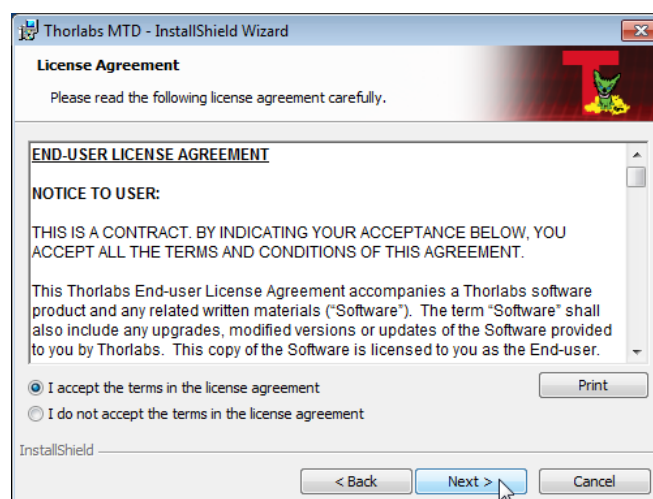 Thorlabs MTD - InstallShield Wizard
License Agreement
Please read the following license agreement carefully.
END-USER LICENSE AGREEMENT
NOTICE TO USER:
THIS IS A CONTRACT. BY INDICATING YOUR ACCEPTANCE BELOW, YOU
ACCEPT ALL THE TERMS AND CONDITIONS OF THIS AGREEMENT.
This Thorlabs End-user License Agreement accompanies a Thorlabs software
product and any related written materials (“Software”).  The term “Software” shall
also include any upgrades, modified versions or updates of the Software provided
to you by Thorlabs.  This copy of the Software is licensed to you as the End-user.
I accept the terms in the license agreement
Print
I do not accept the terms in the license agreement
InstallShield
< Back
Next >
Cancel